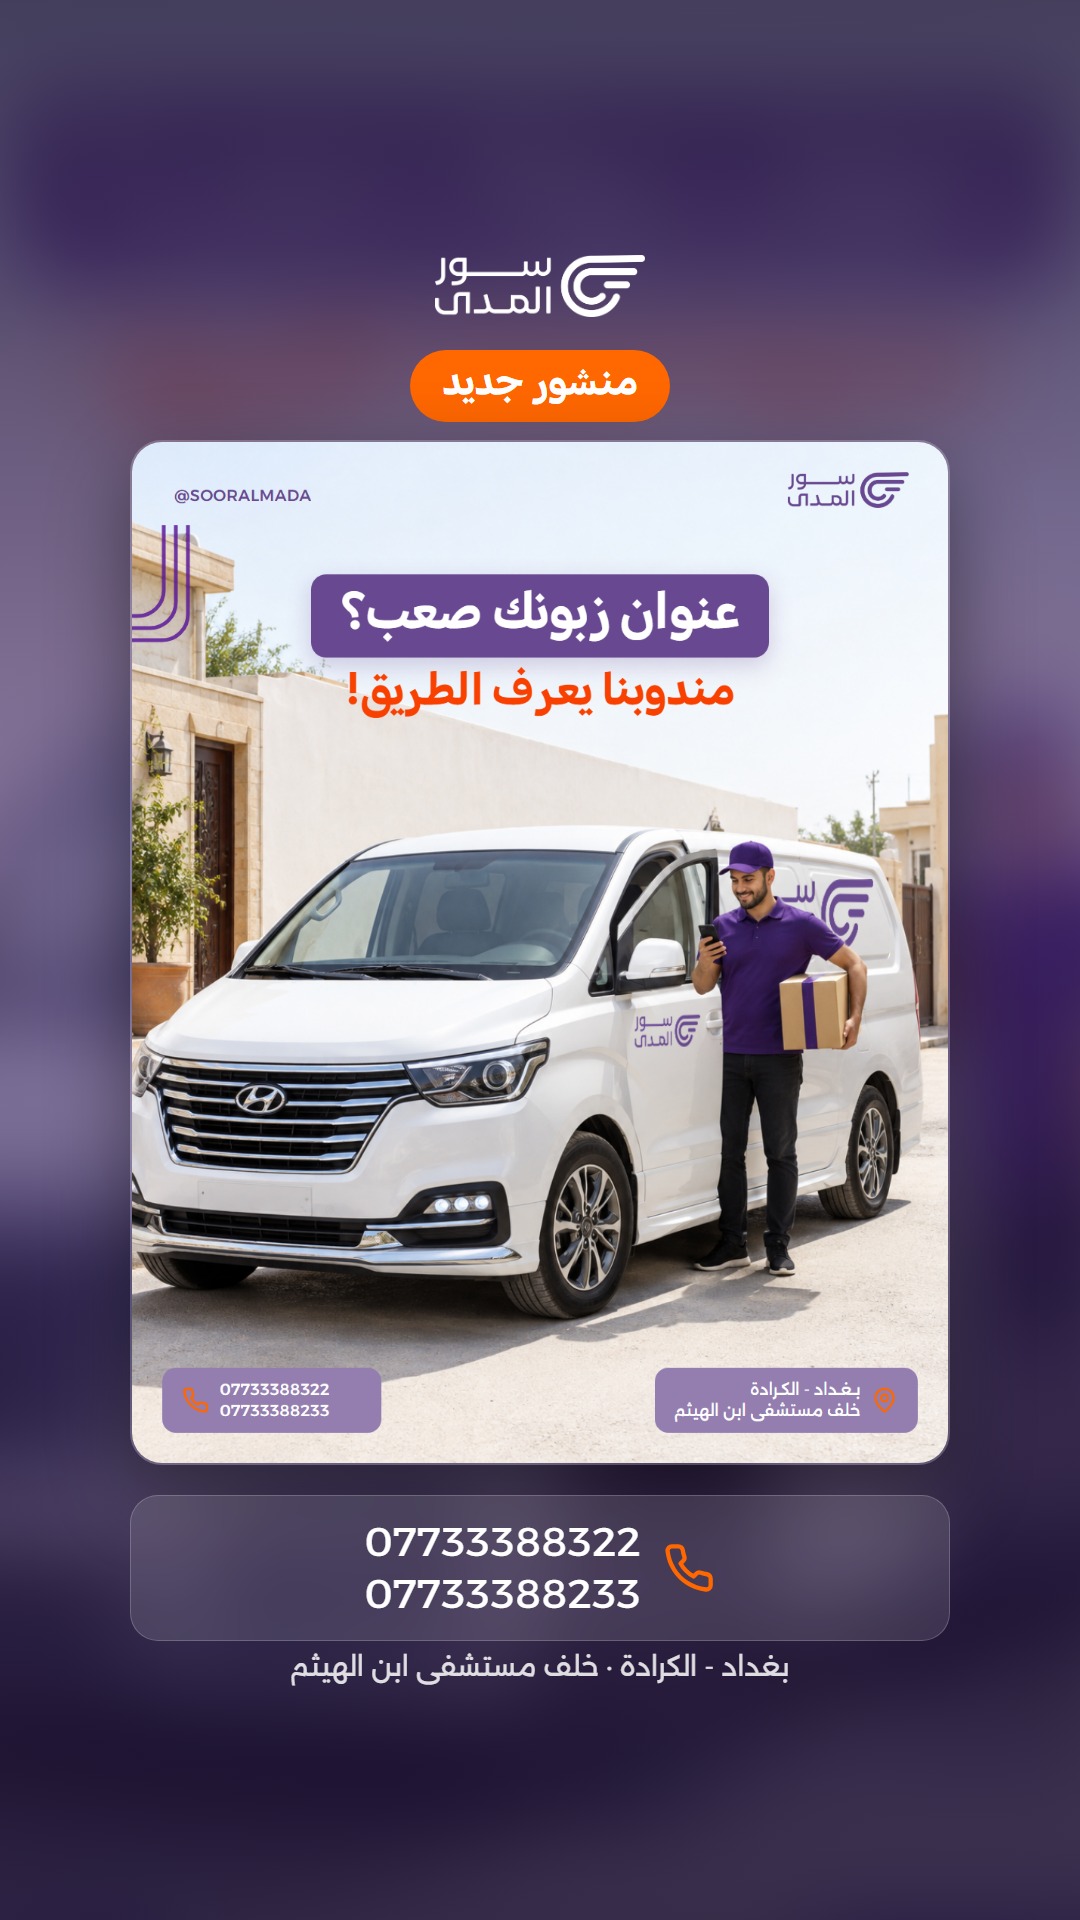 سور
المدى
منشور جديد
@SOORALMADA
سور
المدى
عنوان زبونك صعب؟
مندوبنا يعرف الطريق!
سور
المدى
07733388322
07733388233
بغداد - الكرادة
خلف مستشفى ابن الهيثم
07733388322
07733388233
بغداد - الكرادة · خلف مستشفى ابن الهيثم